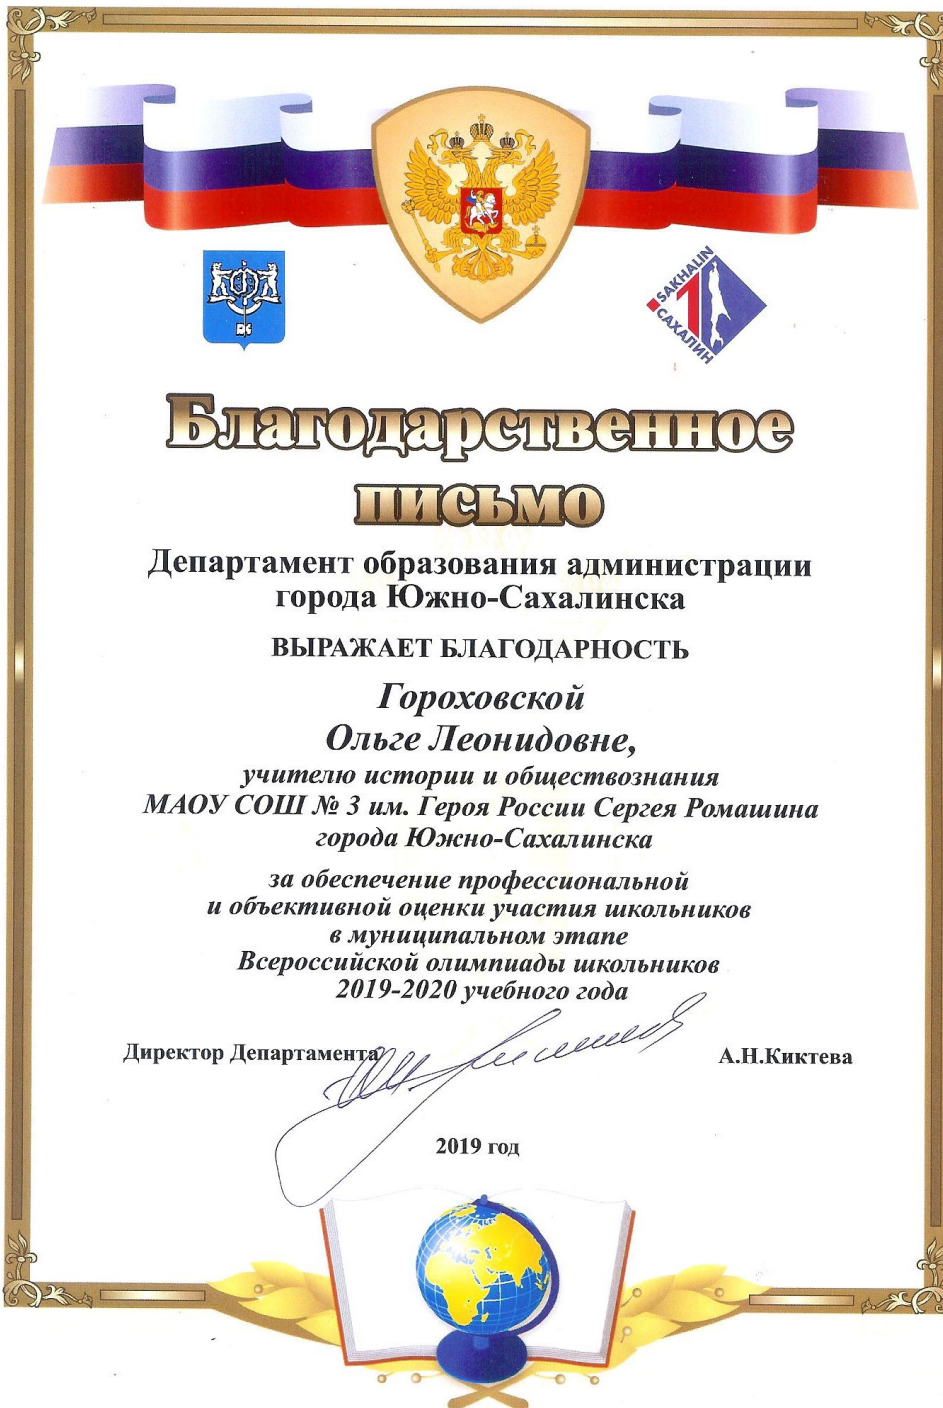 SAKHALIN
САХАЛИН
Благодарственное
письмо
Департамент образования администрации
города Южно-Сахалинска
ВЫРАЖАЕТ БЛАГОДАРНОСТЬ
Гороховской
Ольге Леонидовне,
учителю истории и обществознания
МАОУ СОШ № 3 им. Героя России Сергея Ромашина
города Южно-Сахалинска
за обеспечение профессиональной
и объективной оценки участия школьников
в муниципальном этапе
Всероссийской олимпиады школьников
2019-2020 учебного года
Директор Департамента А.Н.Киктева
2019 год